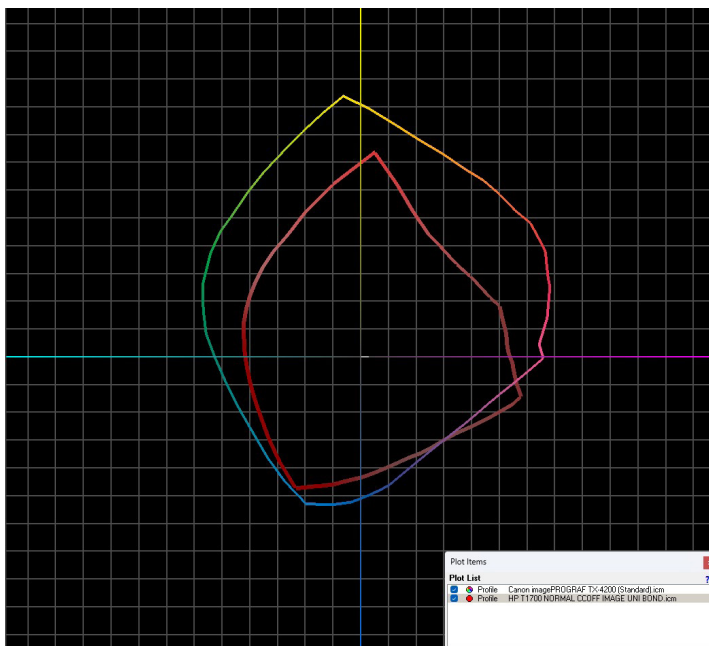 Plot Items
Plot List
?
Profile Canon imagePROGRAF TX-4200 (Standard).icm
Profile HP T1700 NORMAL CCOFF IMAGE UNI BOND.icm